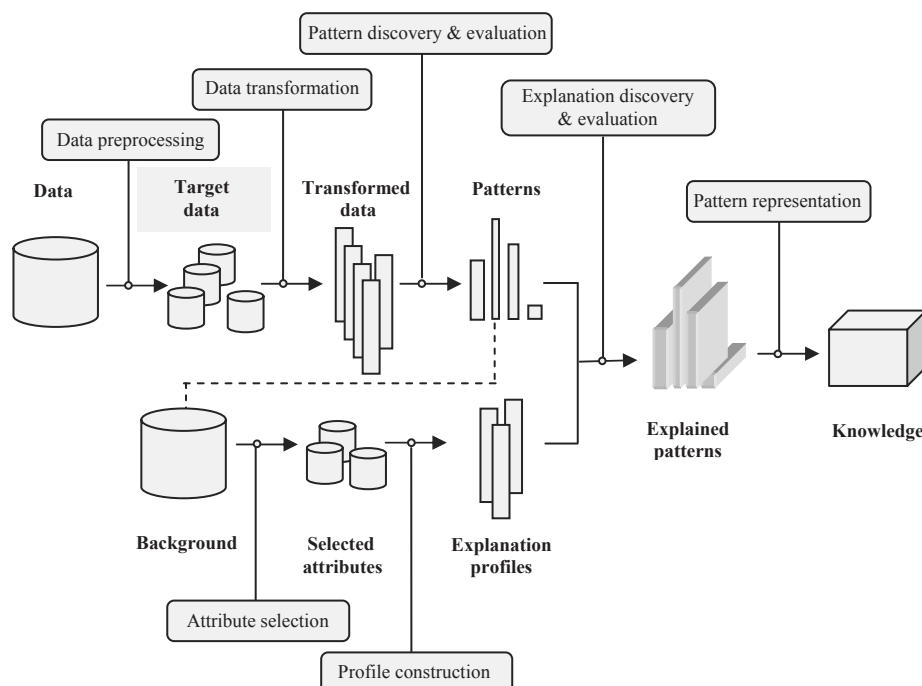 Pattern discovery & evaluation
Data transformation
Explanation discovery
& evaluation
Data preprocessing
Pattern representation
Data
Target
data
Transformed
data
Patterns
Explained
patterns
Knowledge
Background
Selected
attributes
Explanation
profiles
Attribute selection
Profile construction